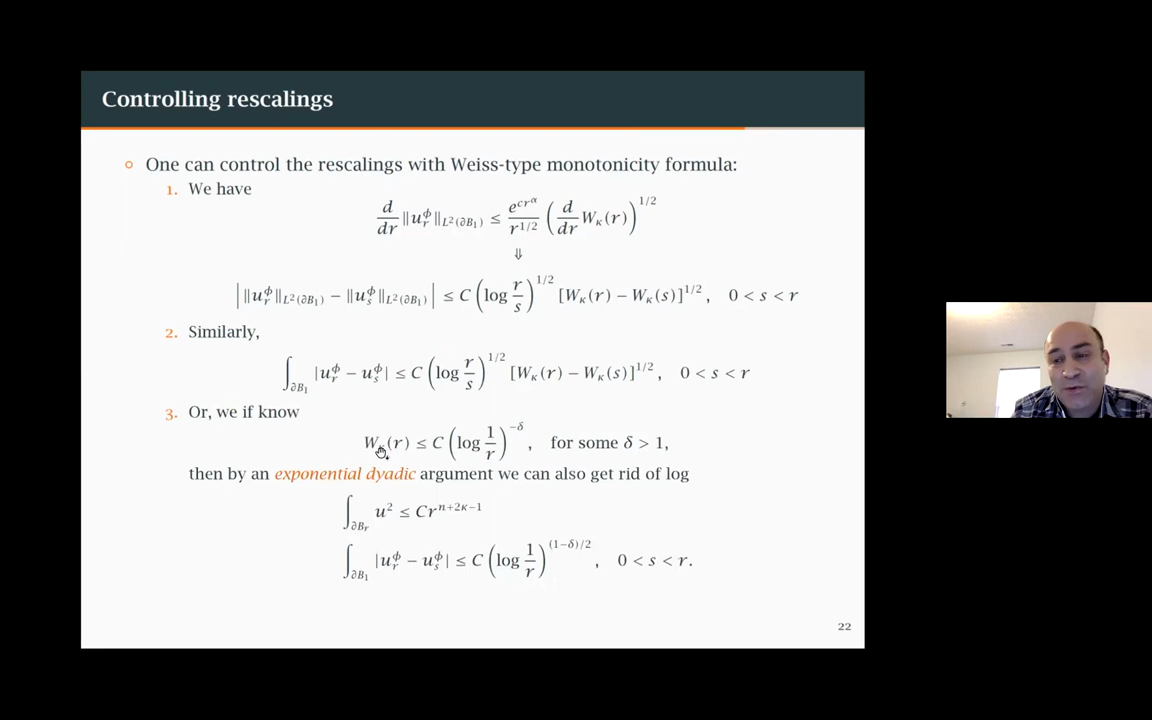 Controlling rescalings
One can control the rescalings with Weiss-type monotonicity formula:
1. We have
d/dr ‖u_r^ϕ‖_{L²(∂B₁)} ≤ e^{cr^α}/r^{1/2} (d/dr W_κ(r))^{1/2}
⇓
|‖u_r^ϕ‖_{L²(∂B₁)} − ‖u_s^ϕ‖_{L²(∂B₁)}| ≤ C (log r/s)^{1/2} [W_κ(r) − W_κ(s)]^{1/2}, 0 < s < r
2. Similarly,
∫_{∂B₁} |u_r^ϕ − u_s^ϕ| ≤ C (log r/s)^{1/2} [W_κ(r) − W_κ(s)]^{1/2}, 0 < s < r
3. Or, we if know
W_κ(r) ≤ C (log 1/r)^{−δ}, for some δ > 1,
then by an exponential dyadic argument we can also get rid of log
∫_{∂B_r} u² ≤ Cr^{n+2κ−1}
∫_{∂B₁} |u_r^ϕ − u_s^ϕ| ≤ C (log 1/r)^{(1−δ)/2}, 0 < s < r.
22